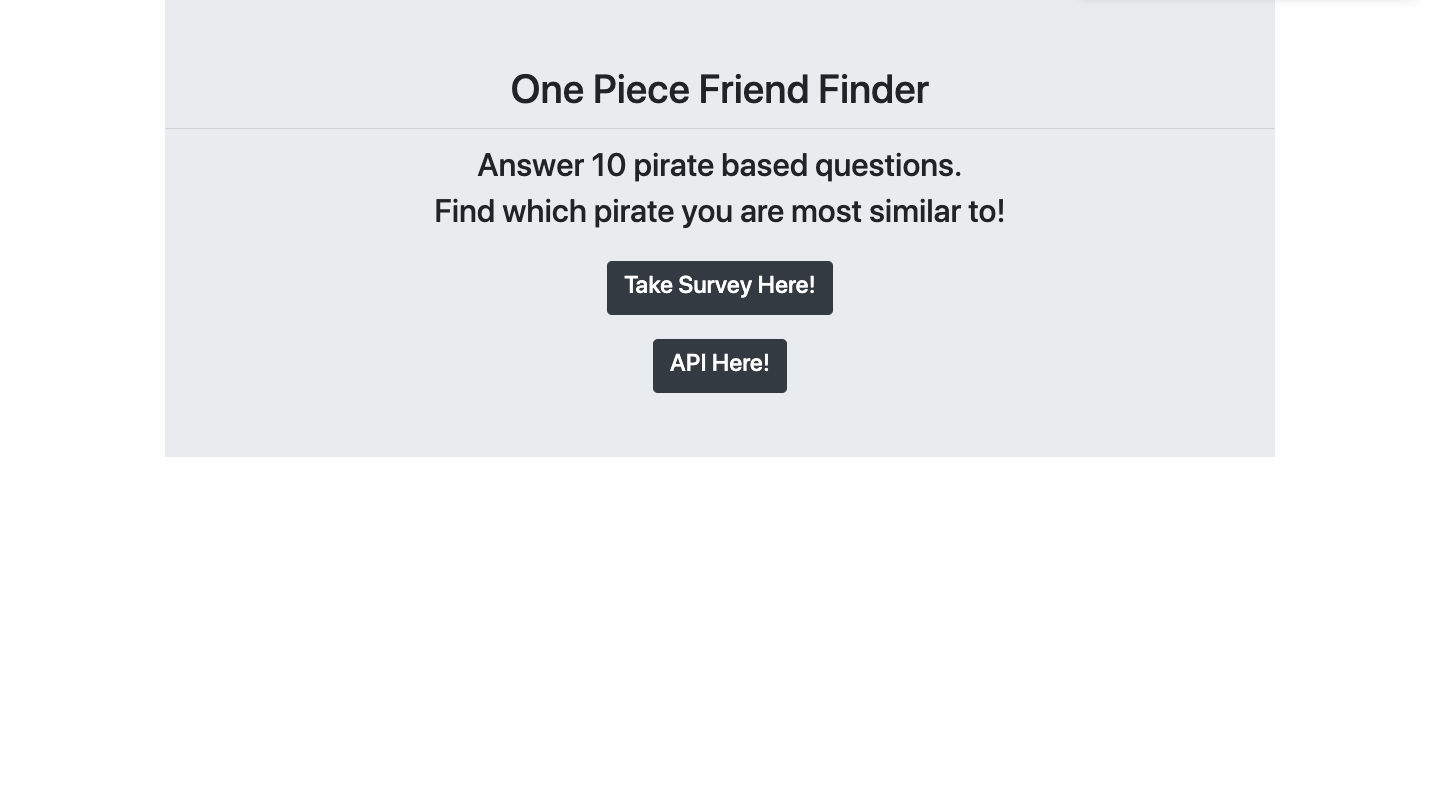 One Piece Friend Finder
Answer 10 pirate based questions.
Find which pirate you are most similar to!
Take Survey Here!
API Here!